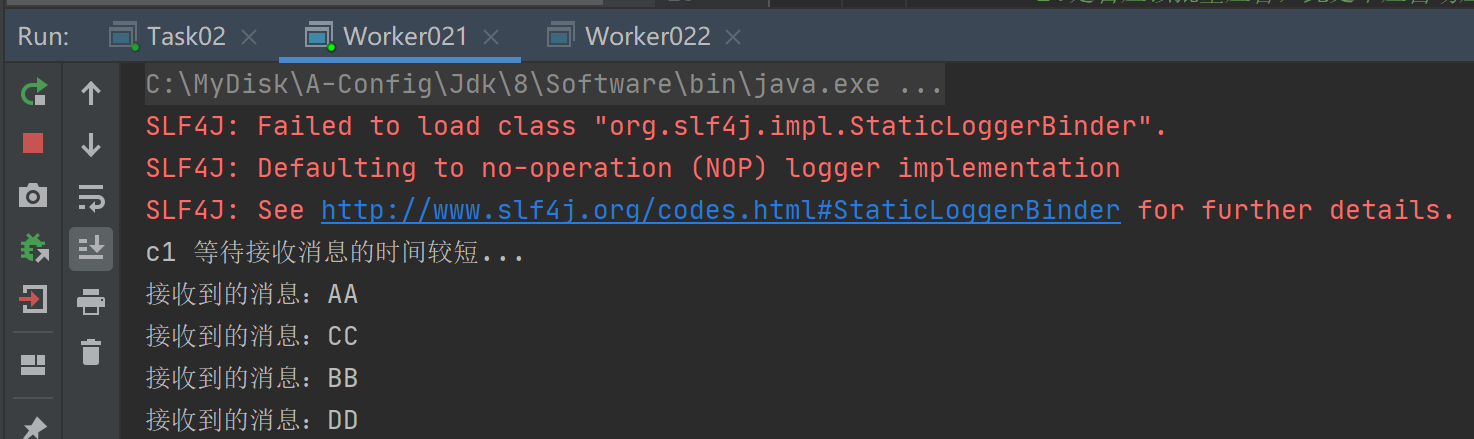 Run: Task02 Worker021 Worker022
C:\MyDisk\A-Config\Jdk\8\Software\bin\java.exe ...
SLF4J: Failed to load class "org.slf4j.impl.StaticLoggerBinder".
SLF4J: Defaulting to no-operation (NOP) logger implementation
SLF4J: See http://www.slf4j.org/codes.html#StaticLoggerBinder for further details.
c1 等待接收消息的时间较短...
接收到的消息：AA
接收到的消息：CC
接收到的消息：BB
接收到的消息：DD